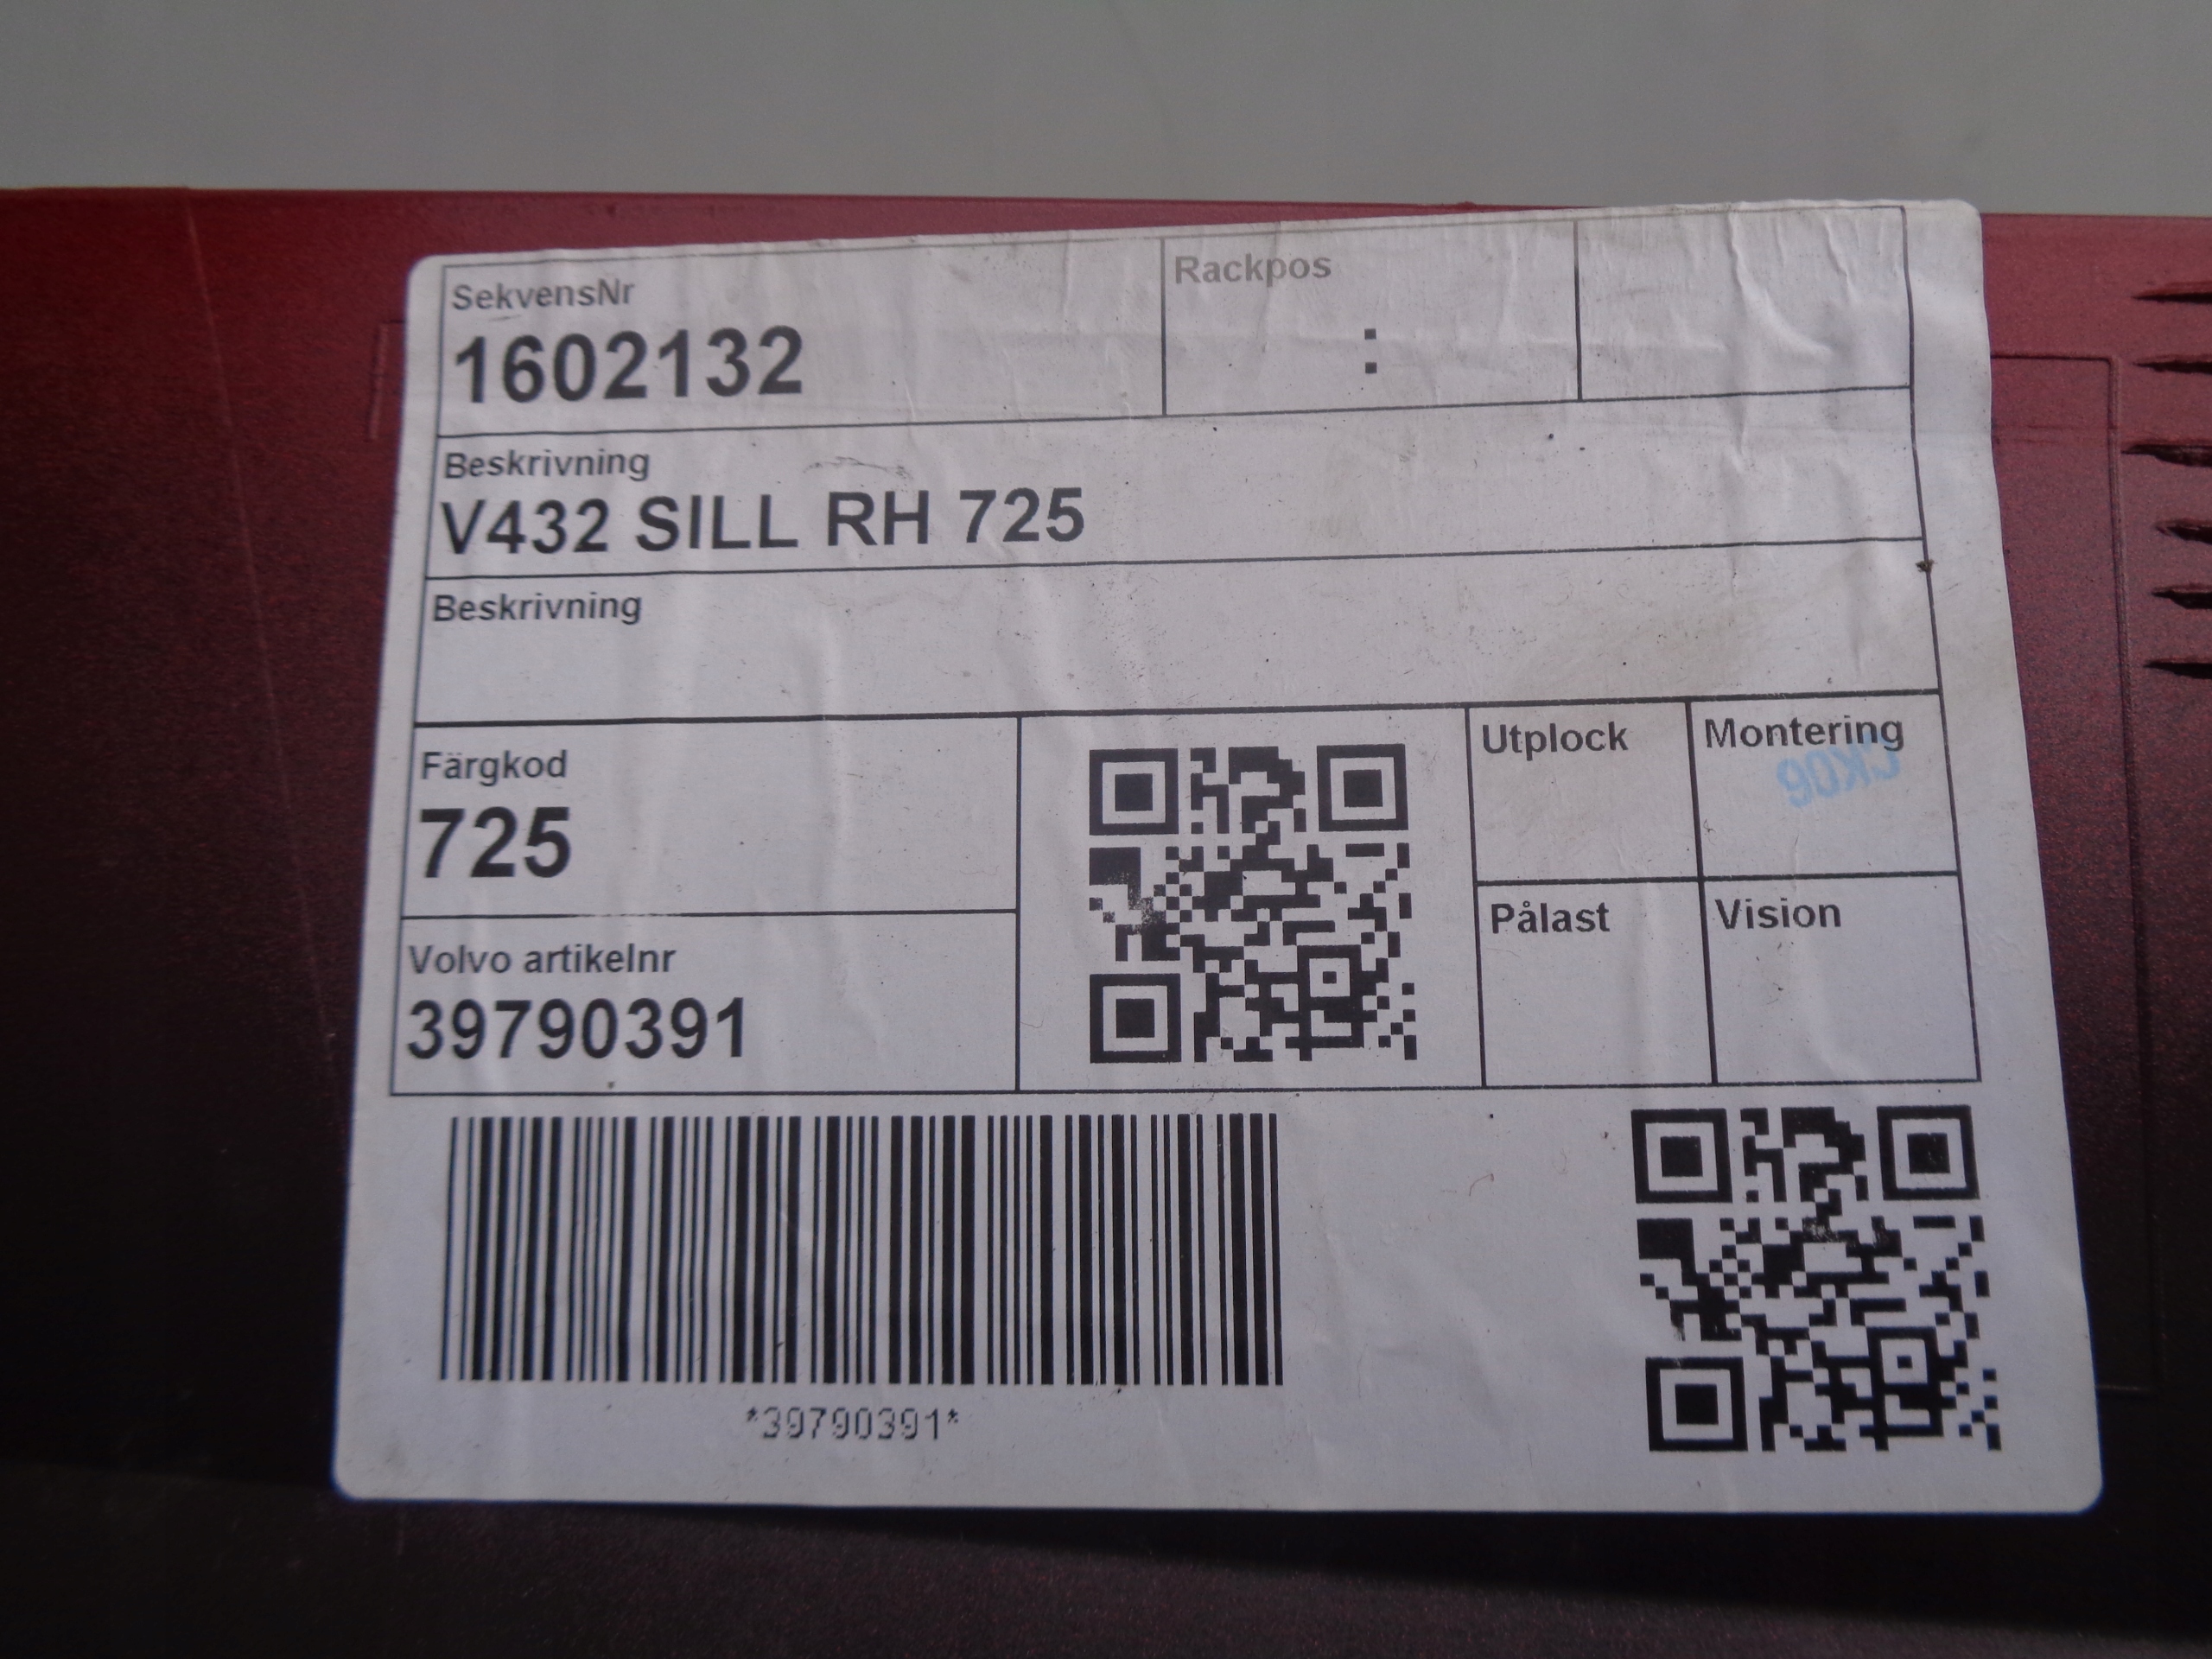 SekvensNr
1602132
Rackpos
:
Beskrivning
V432 SILL RH 725
Beskrivning
Färgkod
725
Volvo artikelnr
39790391
Utplock
Montering
CK06
Pålast
Vision
*39790391*